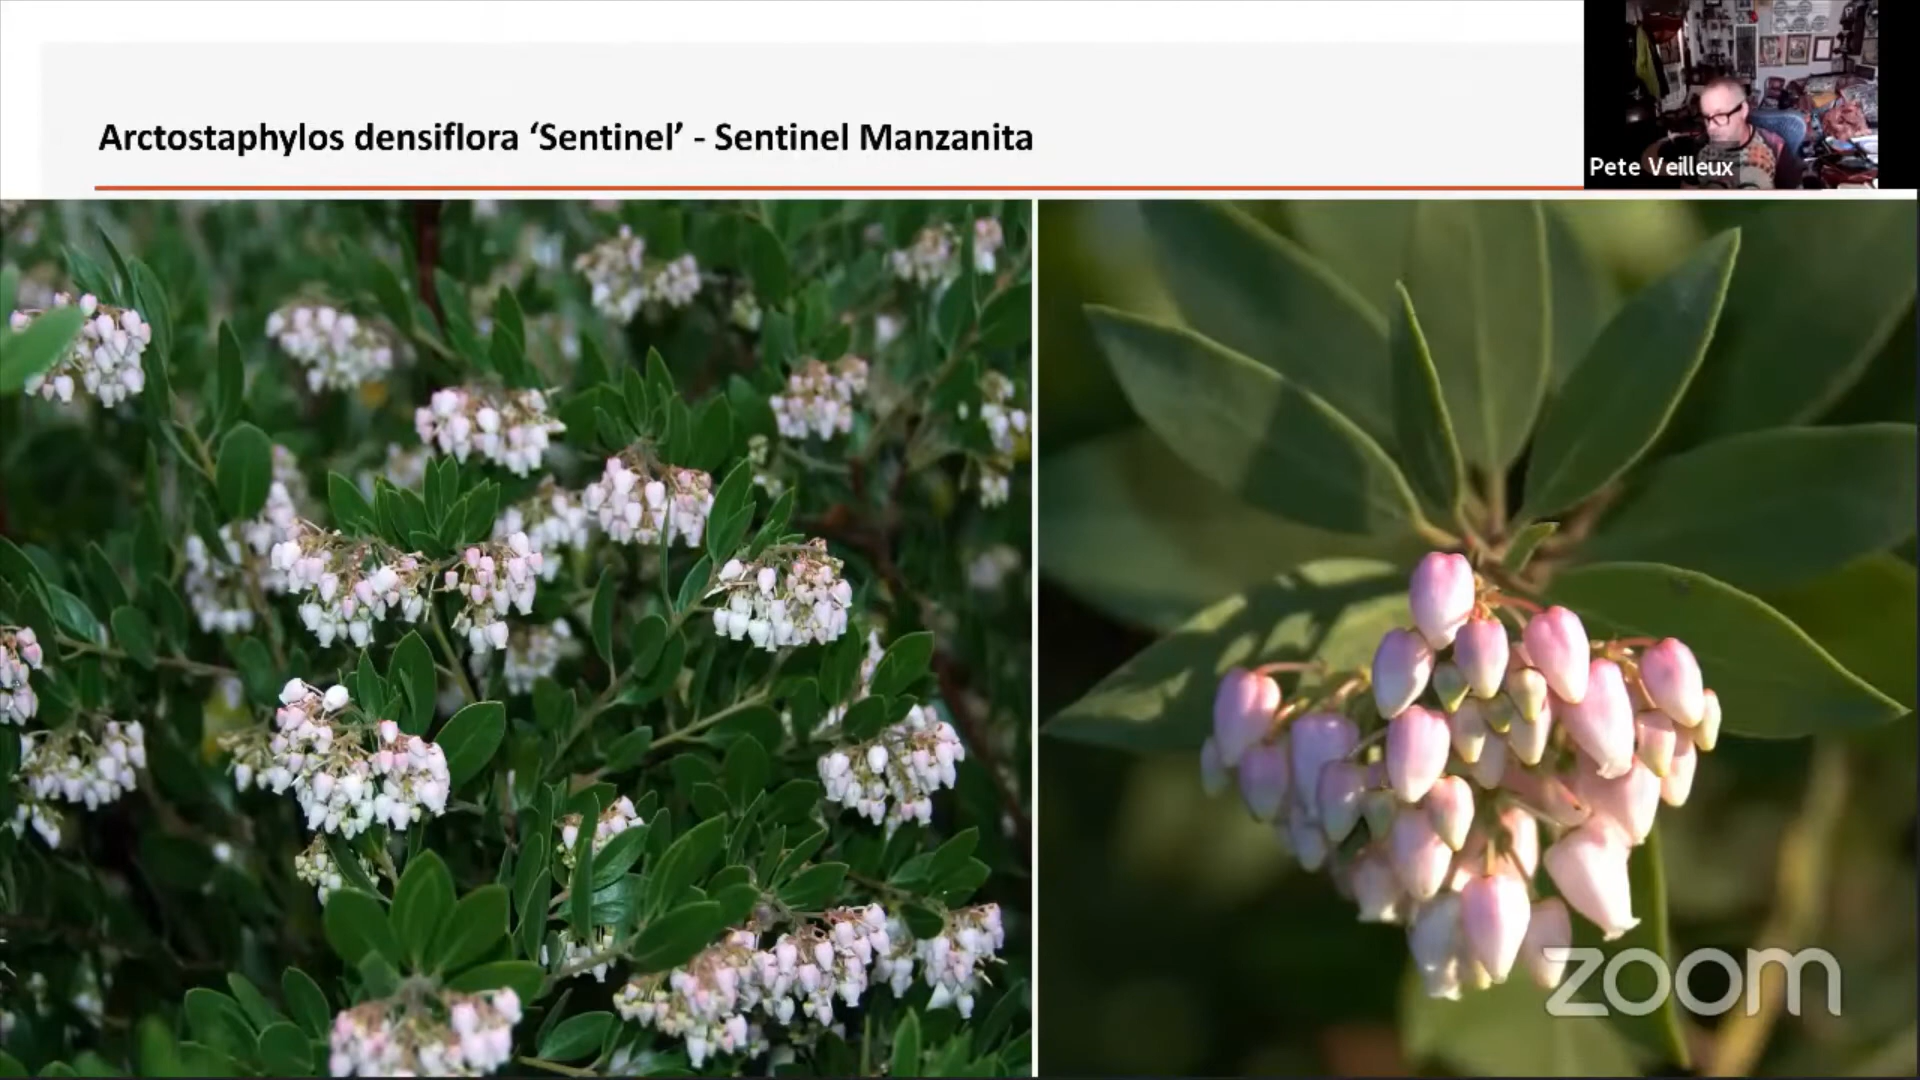 Arctostaphylos densiflora ‘Sentinel’ - Sentinel Manzanita
Pete Veilleux
zoom